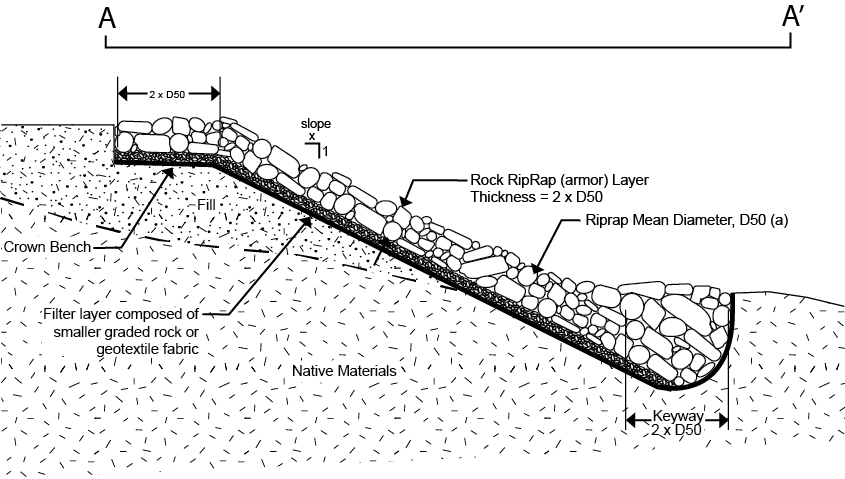 A A’
2 x D50
slope
x
1
Rock RipRap (armor) Layer
Thickness = 2 x D50
Riprap Mean Diameter, D50 (a)
Fill
Crown Bench
Filter layer composed of
smaller graded rock or
geotextile fabric
Native Materials
Keyway
2 x D50